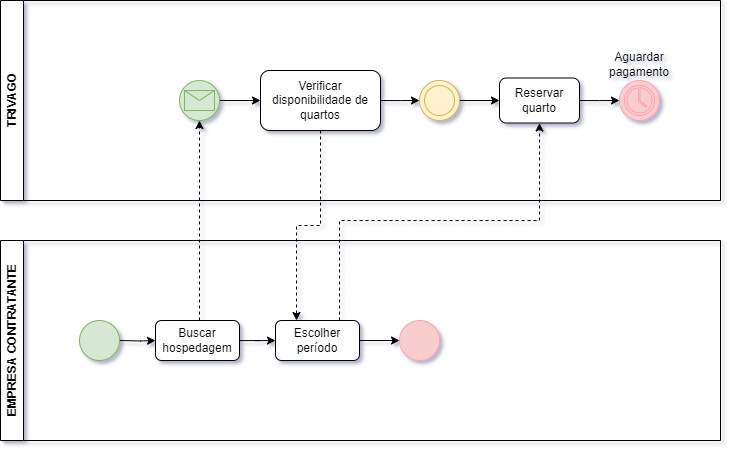 TRIVAGO
Verificar
disponibilidade de
quartos
Reservar
quarto
Aguardar
pagamento
EMPRESA CONTRATANTE
Buscar
hospedagem
Escolher
período